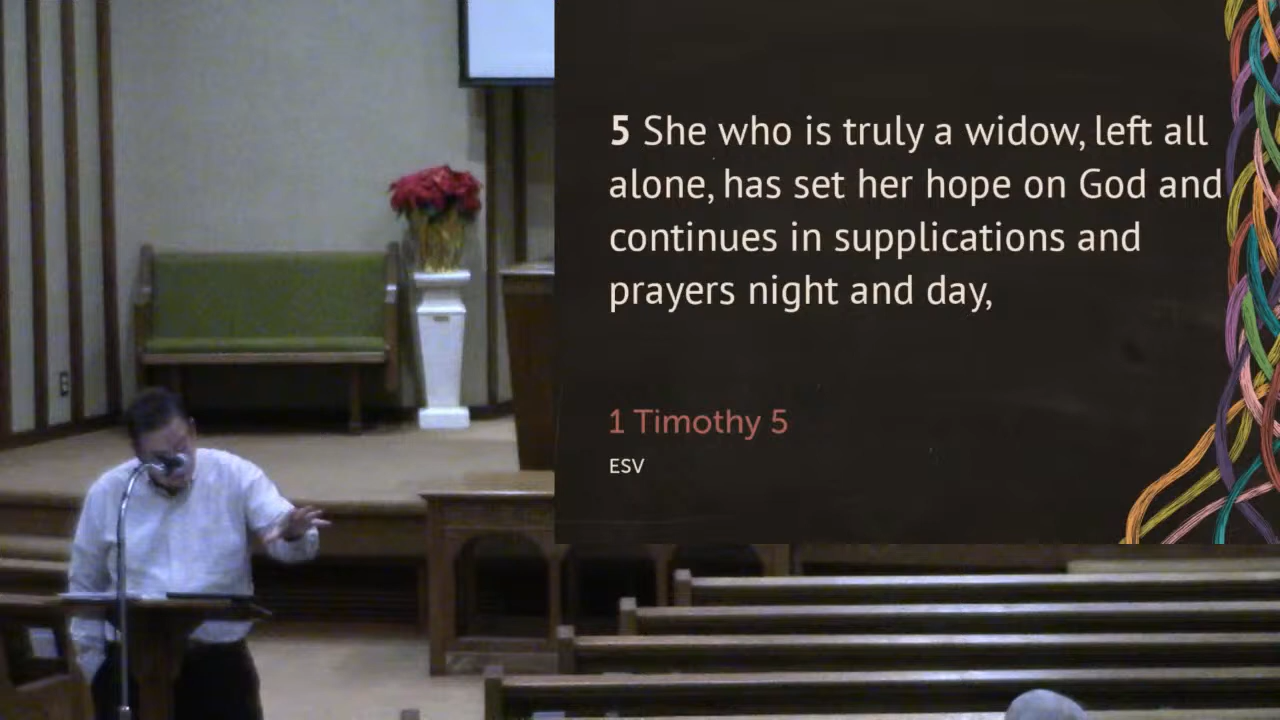 5 She who is truly a widow, left all
alone, has set her hope on God and
continues in supplications and
prayers night and day,
1 Timothy 5
ESV